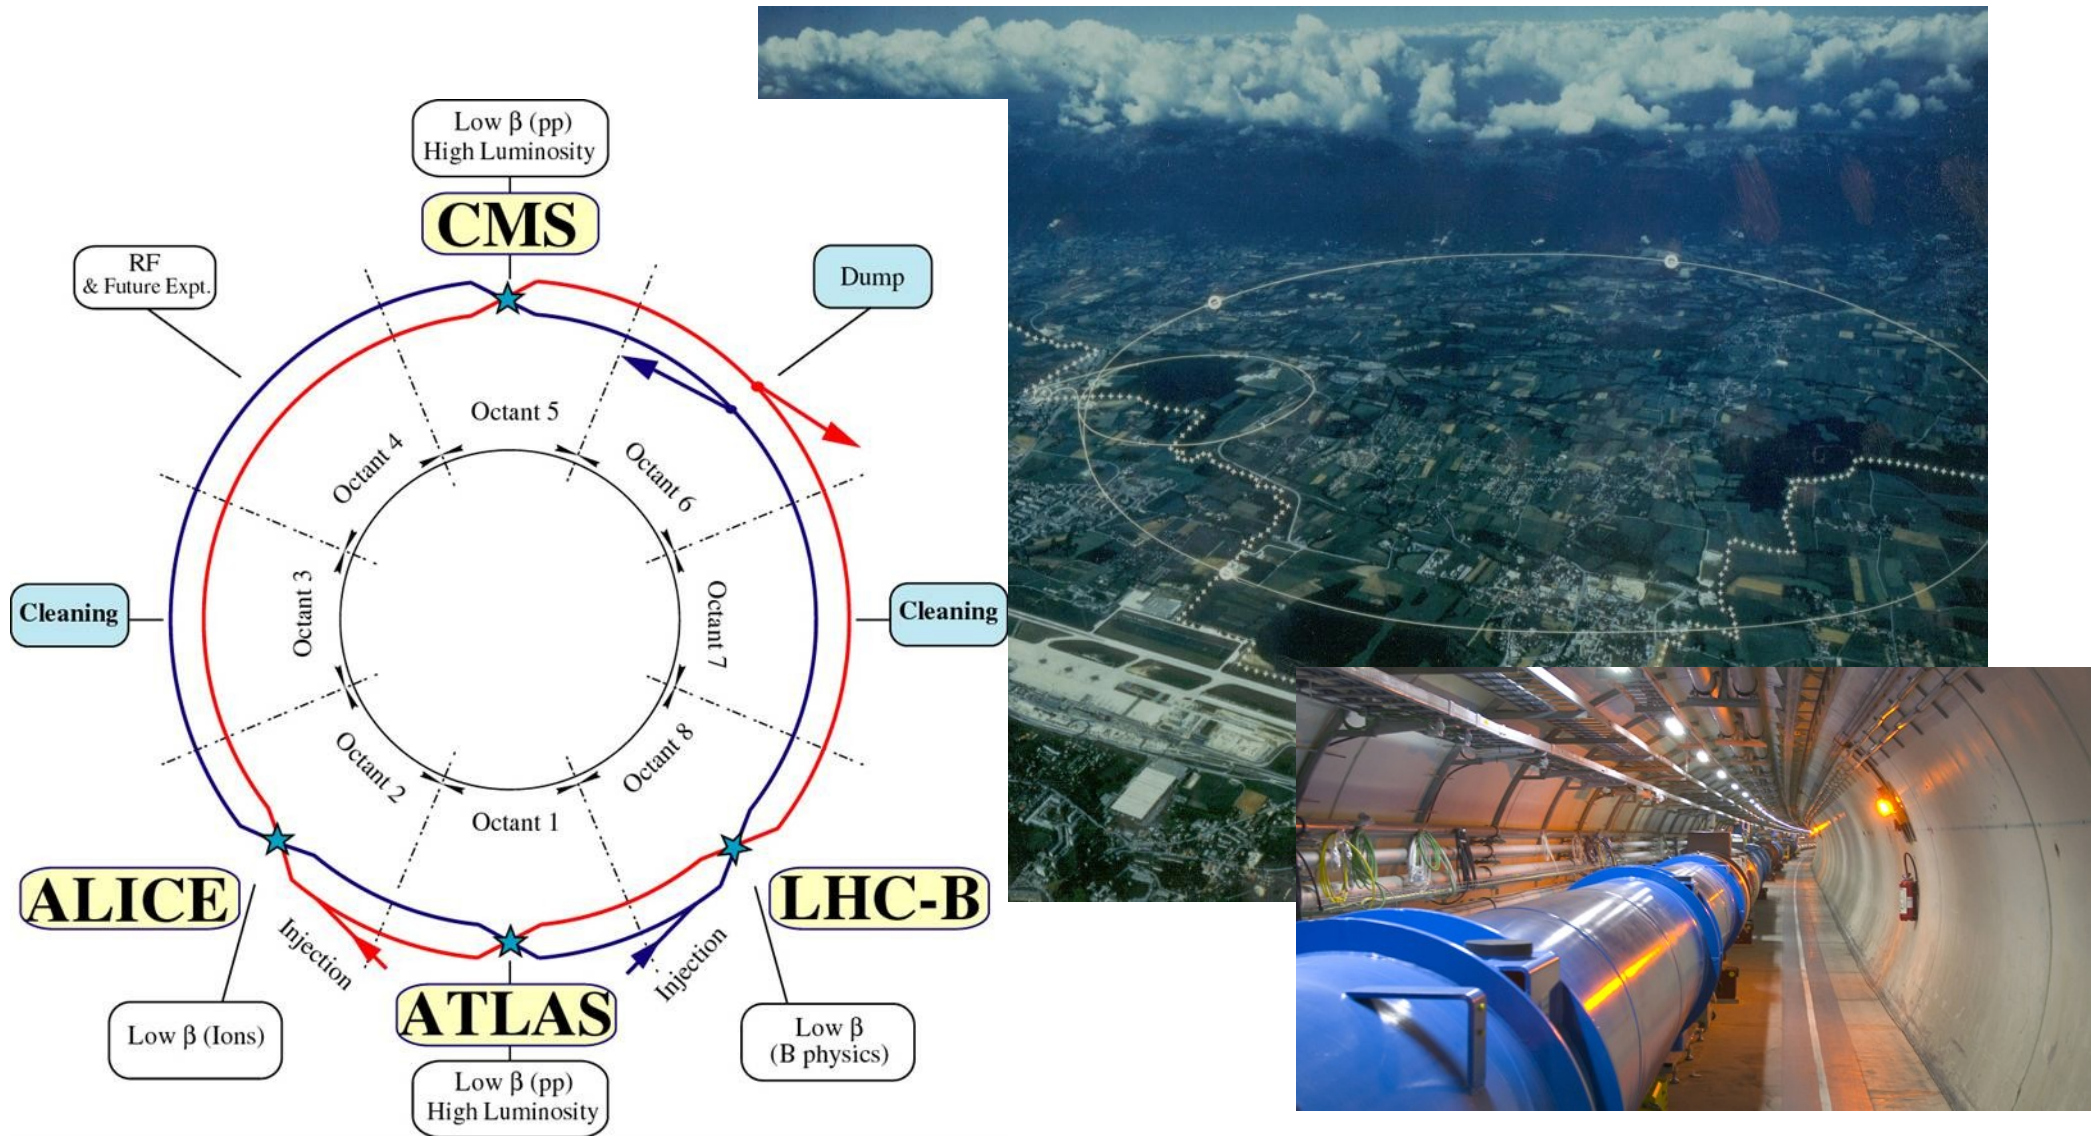 Low β (pp)
High Luminosity
CMS
RF
& Future Expt.
Dump
Octant 5
Octant 4
Octant 6
Octant 3
Octant 7
Cleaning
Cleaning
Octant 2
Octant 8
Octant 1
ALICE
LHC-B
Injection
Injection
ATLAS
Low β (Ions)
Low β
(B physics)
Low β (pp)
High Luminosity